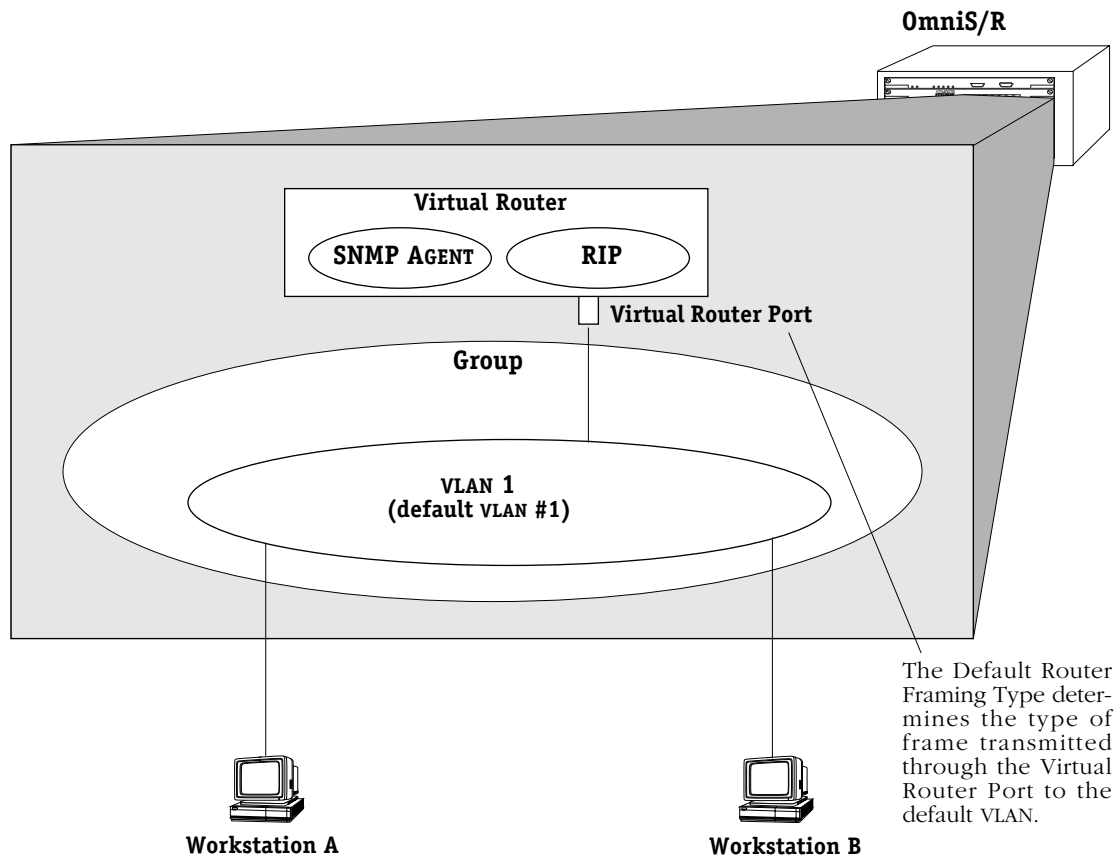 OmniS/R
Virtual Router
SNMP AGENT
RIP
Virtual Router Port
Group
VLAN 1
(default VLAN #1)
The Default Router
Framing Type deter-
mines the type of
frame transmitted
through the Virtual
Router Port to the
default VLAN.
Workstation A
Workstation B